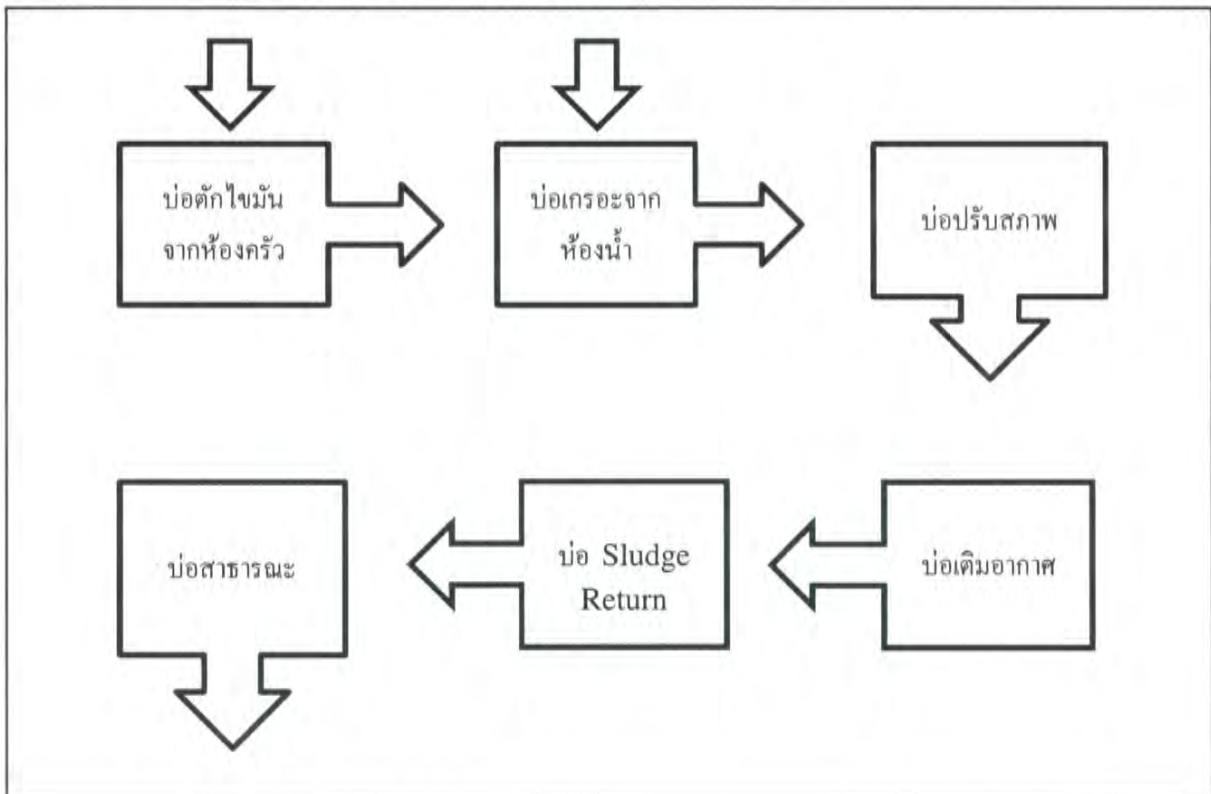 บ่อตักไขมัน
จากห้องครัว
บ่อเกรอะจาก
ห้องน้ำ
บ่อปรับสภาพ
บ่อสาธารณะ
บ่อ Sludge
Return
บ่อเติมอากาศ